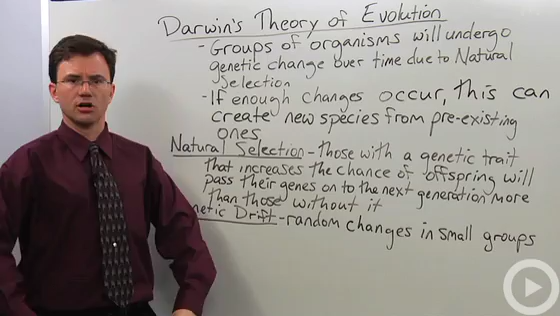 Darwin's Theory of Evolution
- Groups of organisms will undergo
genetic change over time due to Natural
Selection
- If enough changes occur, this can
create new species from pre-existing
ones
Natural Selection - those with a genetic trait
that increases the chance of offspring will
pass their genes on to the next generation more
than those without it
netic Drift - random changes in small groups